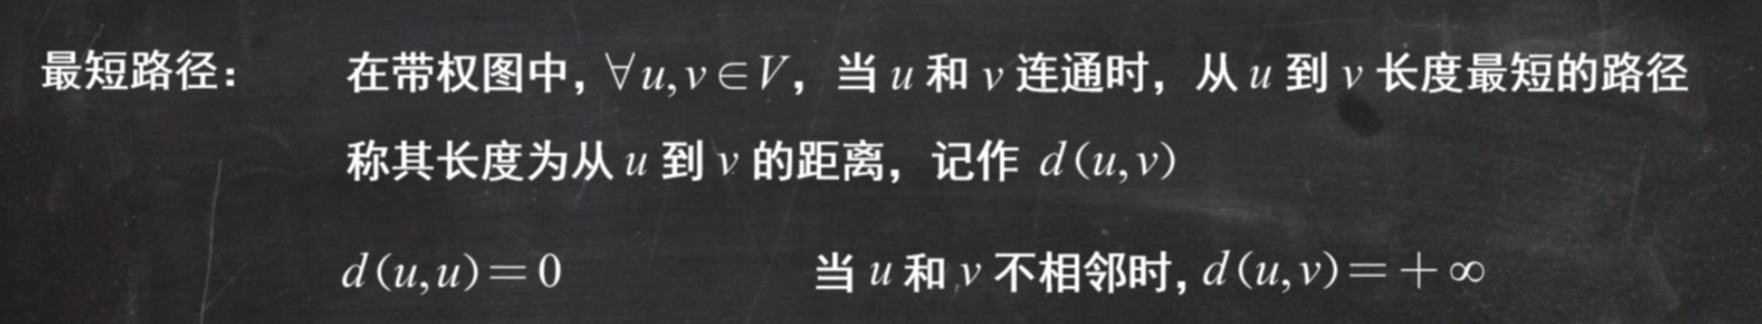 最短路径： 在带权图中，∀u,v∈V，当 u 和 v 连通时，从 u 到 v 长度最短的路径
称其长度为从 u 到 v 的距离，记作 d(u,v)
d(u,u)=0 当 u 和 v 不相邻时，d(u,v)=+∞